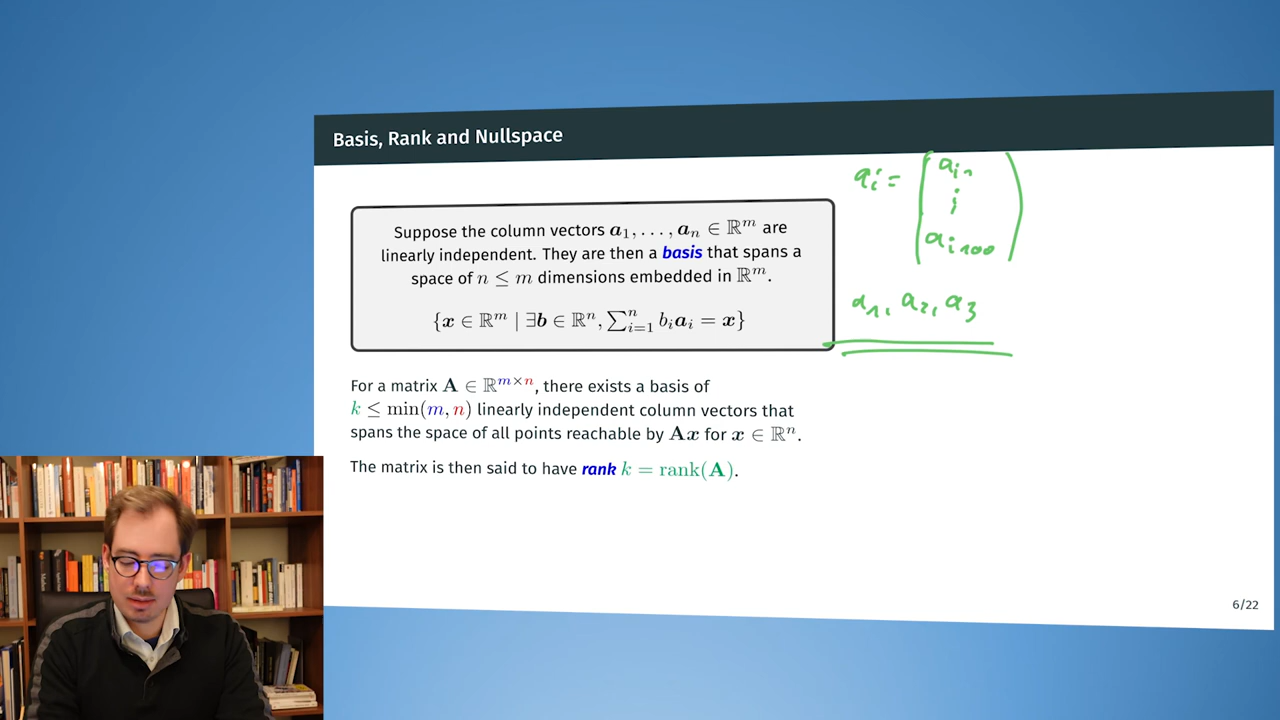 Basis, Rank and Nullspace
Suppose the column vectors a₁, . . . , aₙ ∈ ℝᵐ are
linearly independent. They are then a basis that spans a
space of n ≤ m dimensions embedded in ℝᵐ.
{x ∈ ℝᵐ | ∃b ∈ ℝⁿ, ∑ⁿᵢ₌₁ bᵢaᵢ = x}
For a matrix A ∈ ℝᵐˣⁿ, there exists a basis of
k ≤ min(m, n) linearly independent column vectors that
spans the space of all points reachable by Ax for x ∈ ℝⁿ.
The matrix is then said to have rank k = rank(A).
aᵢ =
aᵢ₁
⋮
aᵢ₁₀₀
a₁, a₂, a₃
6/22